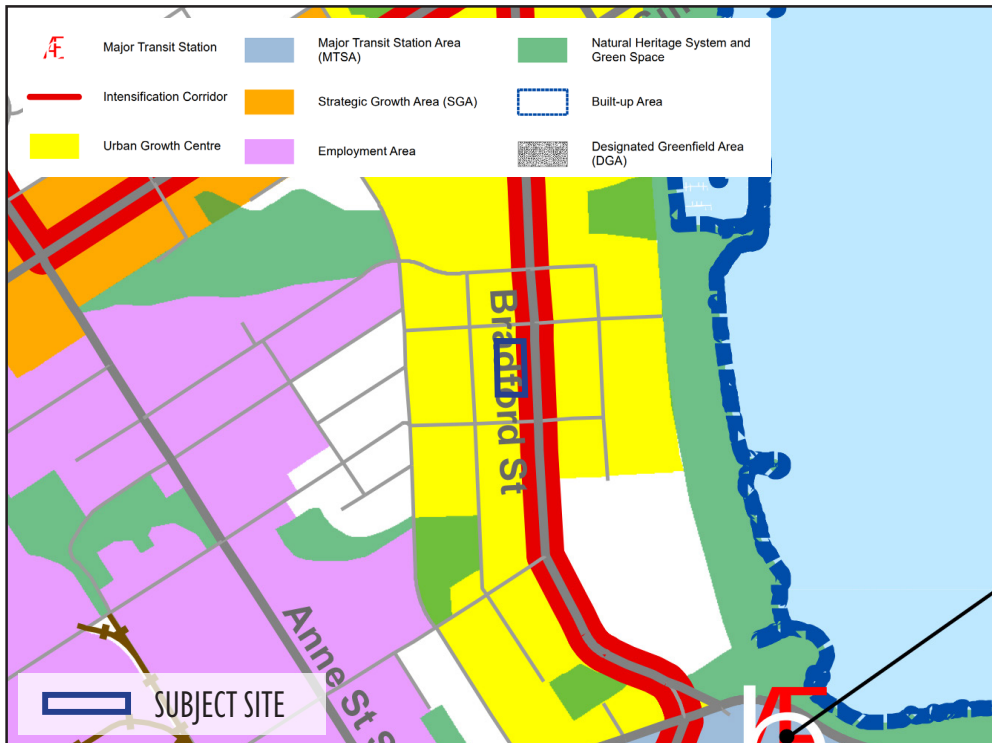 Major Transit Station
Intensification Corridor
Urban Growth Centre
Major Transit Station Area
(MTSA)
Strategic Growth Area (SGA)
Employment Area
Natural Heritage System and
Green Space
Built-up Area
Designated Greenfield Area
(DGA)
Bradford St
Anne St S
SUBJECT SITE